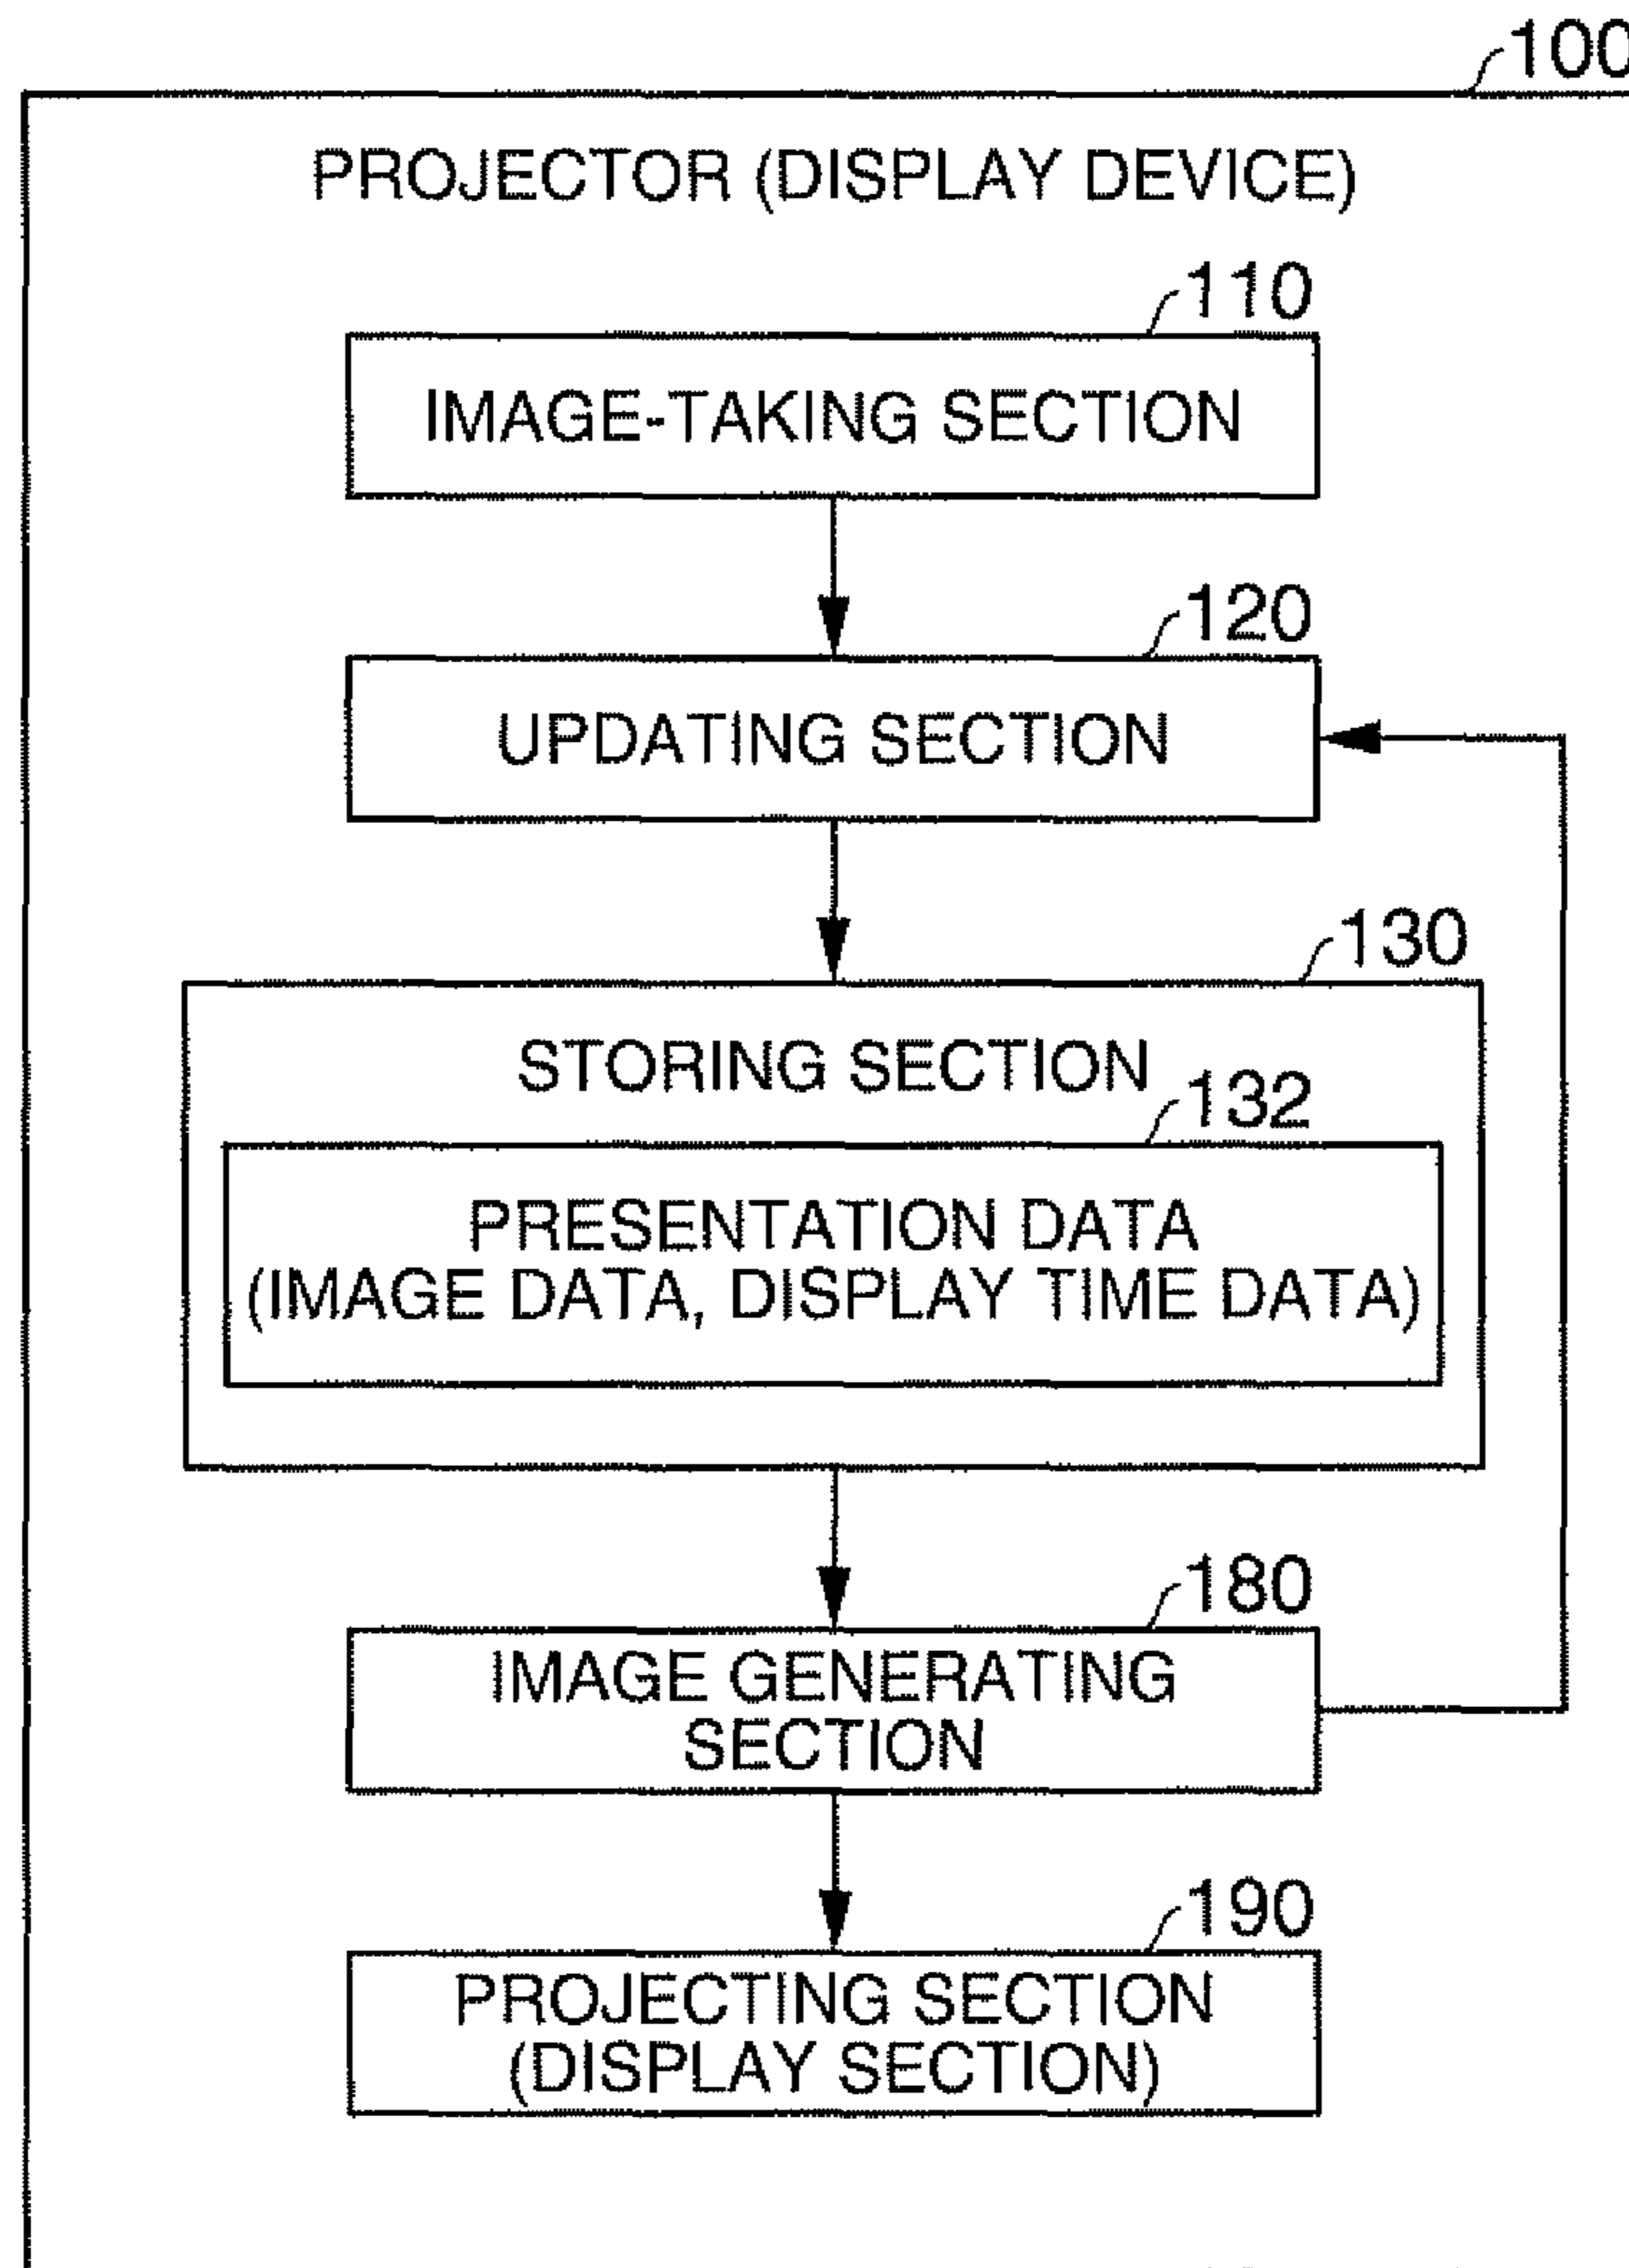 100
PROJECTOR (DISPLAY DEVICE)
110
IMAGE-TAKING SECTION
120
UPDATING SECTION
130
STORING SECTION
132
PRESENTATION DATA
(IMAGE DATA, DISPLAY TIME DATA)
180
IMAGE GENERATING
SECTION
190
PROJECTING SECTION
(DISPLAY SECTION)